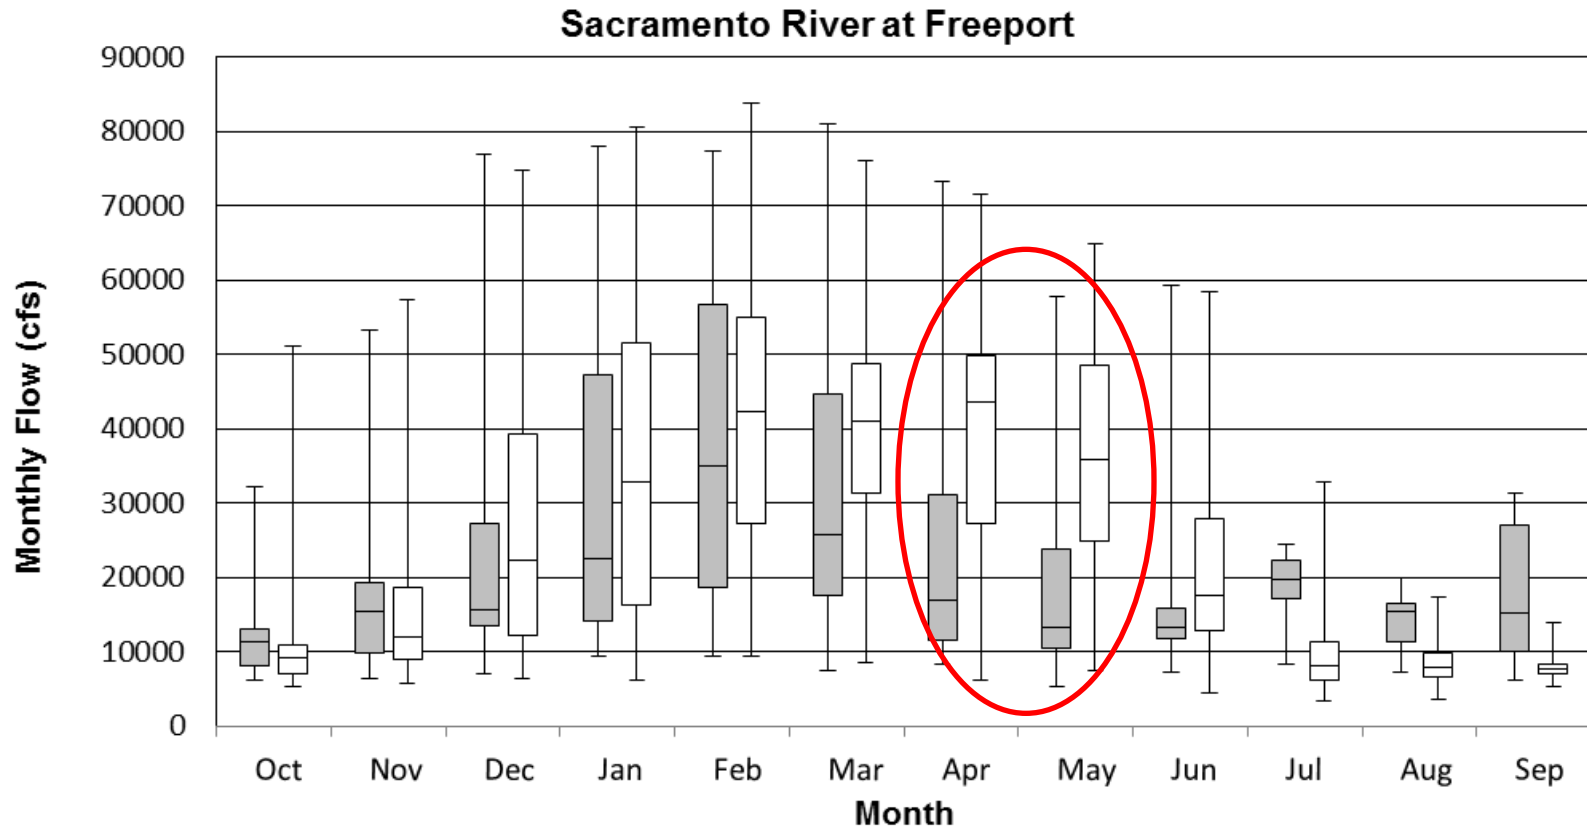 Sacramento River at Freeport
Monthly Flow (cfs)
90000
80000
70000
60000
50000
40000
30000
20000
10000
0
Oct Nov Dec Jan Feb Mar Apr May Jun Jul Aug Sep
Month